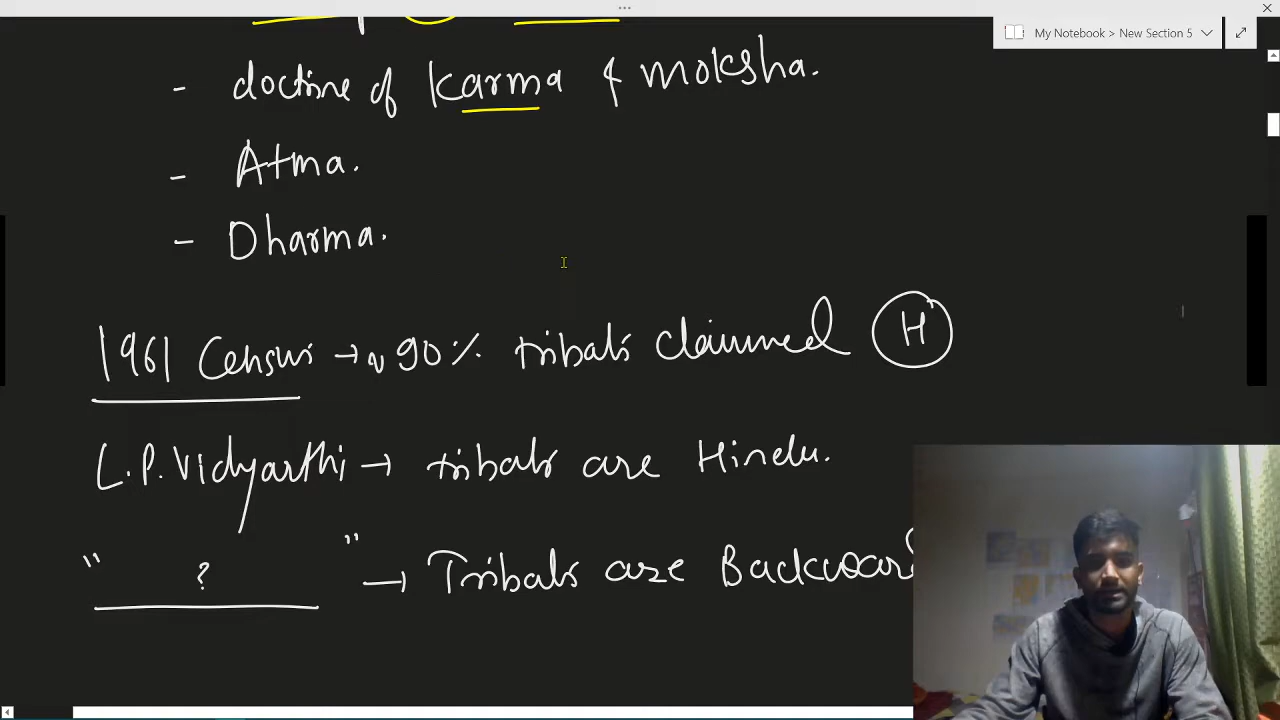 My Notebook > New Section 5
- doctrine of Karma & Moksha.
- Atma.
- Dharma.
1961 Census → ~ 90% tribals claimed H
L.P. Vidyarthi → tribals are Hindu.
" ? " → Tribals are Backward